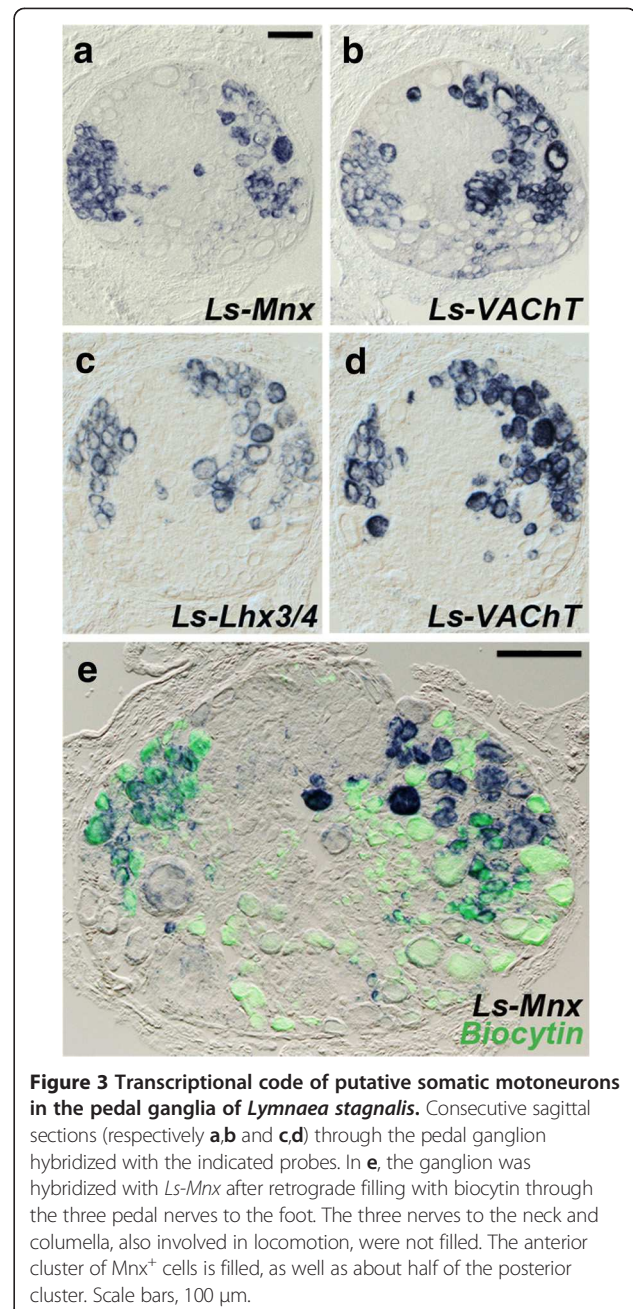 a
b
Ls-Mnx
Ls-VAChT
c
d
Ls-Lhx3/4
Ls-VAChT
e
Ls-Mnx
Biocytin
Figure 3 Transcriptional code of putative somatic motoneurons
in the pedal ganglia of Lymnaea stagnalis. Consecutive sagittal
sections (respectively a,b and c,d) through the pedal ganglion
hybridized with the indicated probes. In e, the ganglion was
hybridized with Ls-Mnx after retrograde filling with biocytin through
the three pedal nerves to the foot. The three nerves to the neck and
columella, also involved in locomotion, were not filled. The anterior
cluster of Mnx⁺ cells is filled, as well as about half of the posterior
cluster. Scale bars, 100 μm.